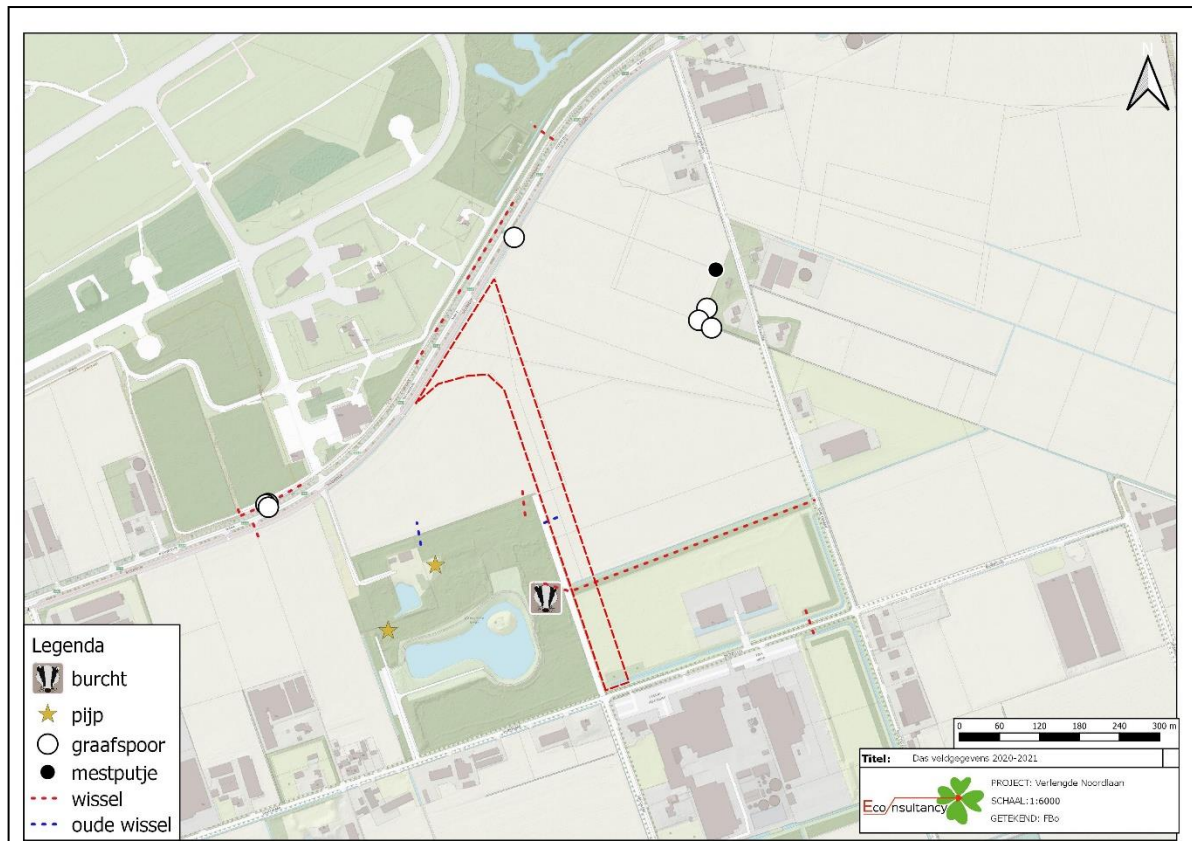 N
Legenda
burcht
pijp
graafspoor
mestputje
wissel
oude wissel
0 60 120 180 240 300 m
Titel: Das veldgegevens 2020-2021
Econsultancy
PROJECT: Verlengde Noordlaan
SCHAAL:1:6000
GETEKEND: FBo